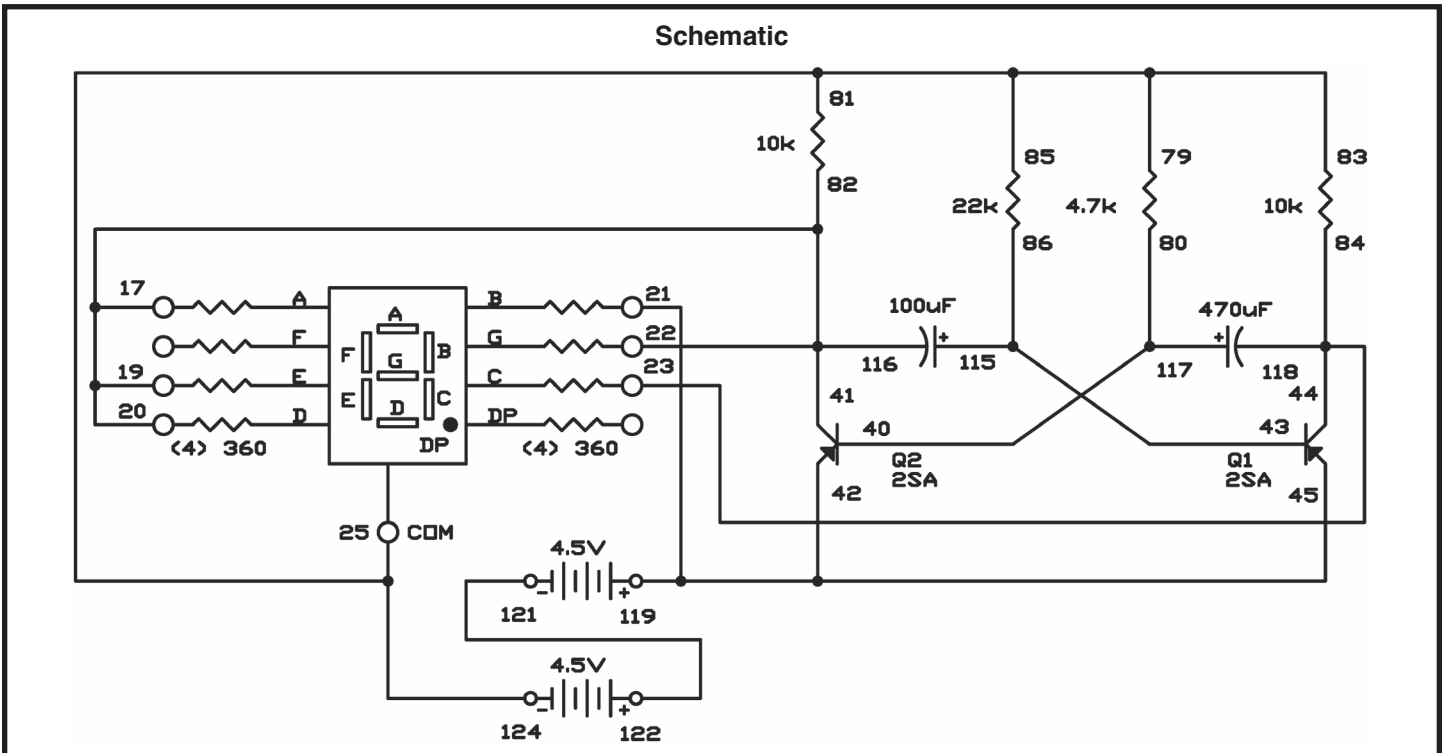 Schematic
81
10k
82
85
22k
86
79
4.7k
80
83
10k
84
17
A
B
21
100uF
470uF
F
G
22
+
+
19
E
C
23
116
115
117
118
20
D
DP
(4) 360
(4) 360
A
F
B
G
E
C
D
DP
41
40
Q2
2SA
42
44
43
Q1
2SA
45
25
COM
4.5V
-
+
121
119
4.5V
-
+
124
122